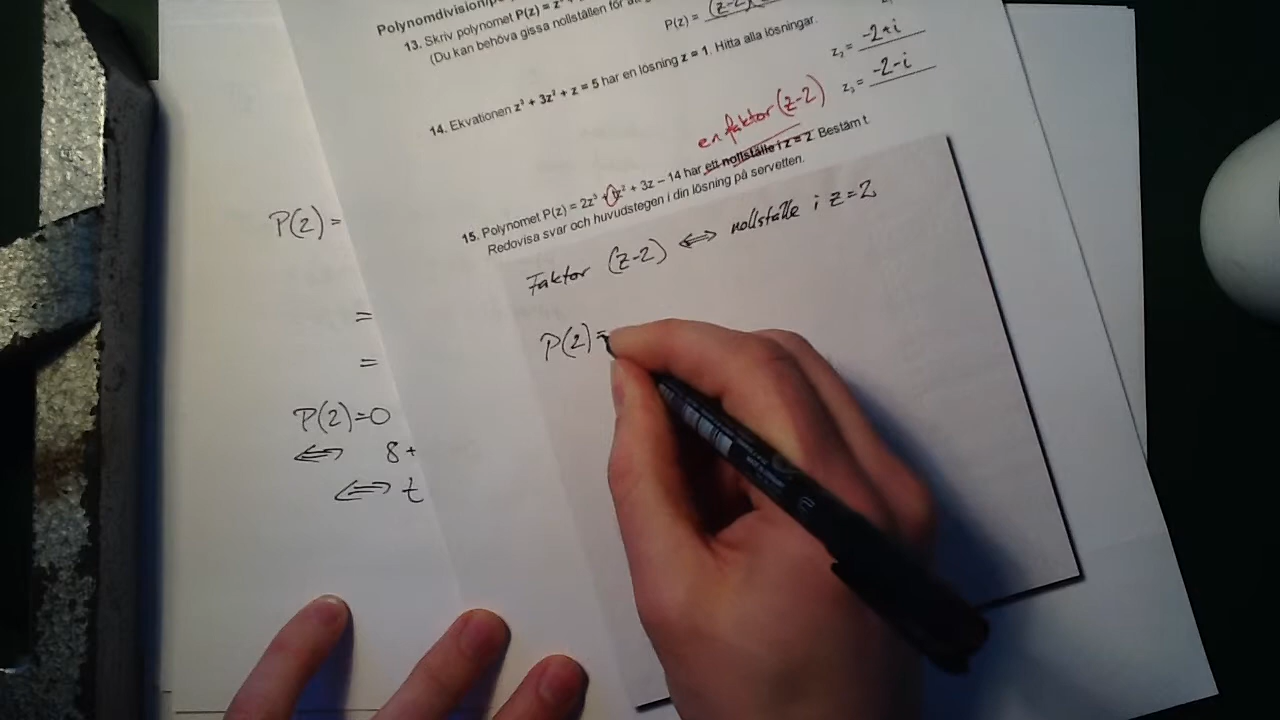 Polynomdivision/po
13. Skriv polynomet P(z) = z³
(Du kan behöva gissa nollställen för att
P(z) = (z-2)
14. Ekvationen z³ + 3z² + z = 5 har en lösning z = 1. Hitta alla lösningar.
z₂ = -2+i
z₃ = -2-i
en faktor (z-2)
15. Polynomet P(z) = 2z³ + tz² + 3z – 14 har ett nollställe i z = 2. Bestäm t.
Redovisa svar och huvudstegen i din lösning på servetten.
Faktor (z-2) ⟺ nollställe i z=2
P(2)=
P(2)=
=
=
P(2)=0
⟺ 8+
⟺ t